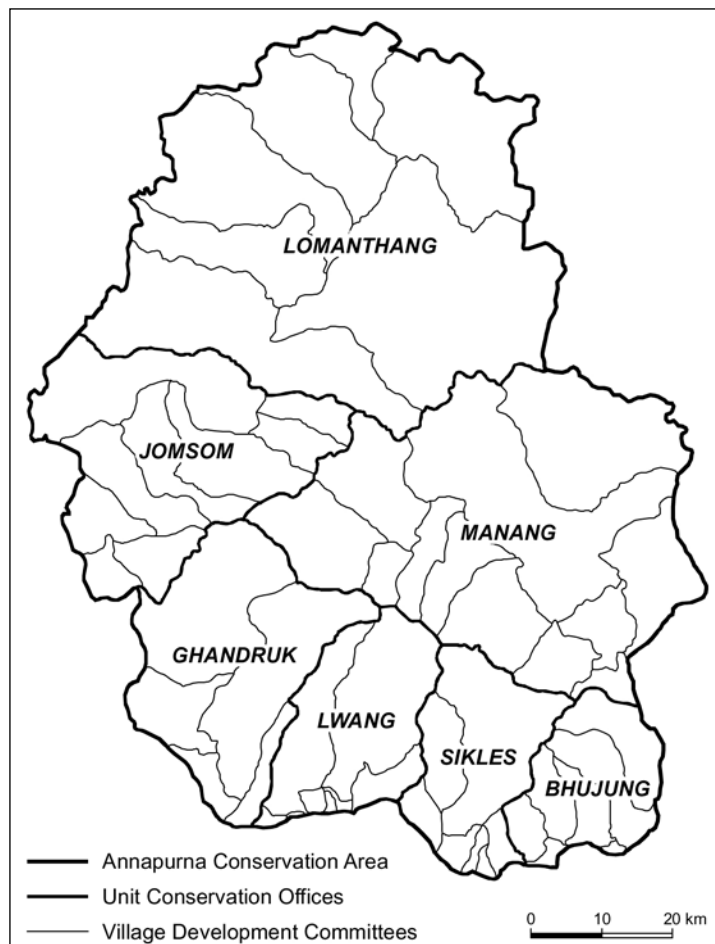 LOMANTHANG
JOMSOM
MANANG
GHANDRUK
LWANG
SIKLES
BHUJUNG
Annapurna Conservation Area
Unit Conservation Offices
Village Development Committees
0 10 20 km